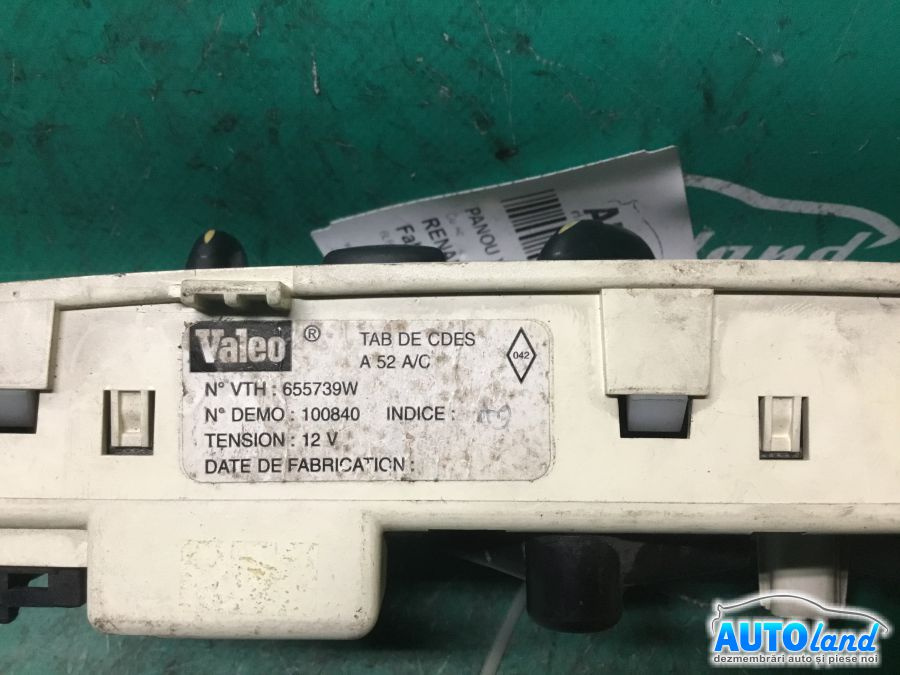 PANOU
RENA
Valeo ®
TAB DE CDES
A 52 A/C
042
N° VTH : 655739W
N° DEMO : 100840 INDICE :
TENSION : 12 V
DATE DE FABRICATION :
AUTOland
dezmembrări auto și piese noi